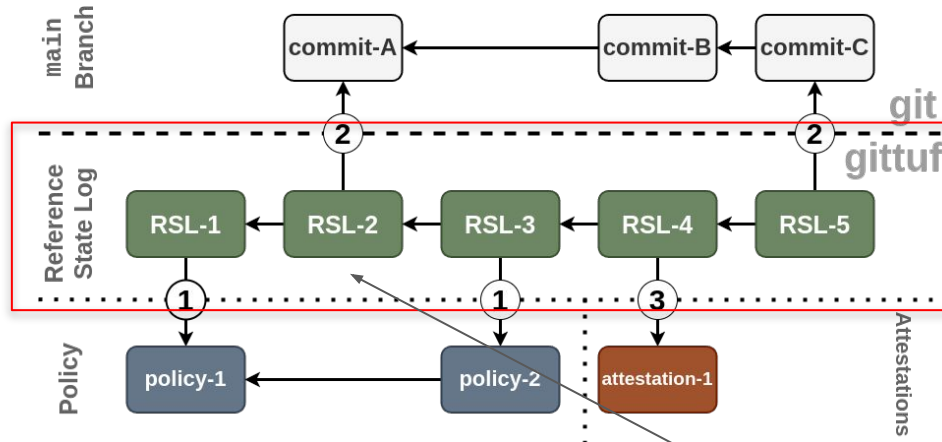 main
Branch
commit-A
commit-B
commit-C
git
2
2
gittuf
Reference
State Log
RSL-1
RSL-2
RSL-3
RSL-4
RSL-5
1
1
3
Policy
policy-1
policy-2
attestation-1
Attestations